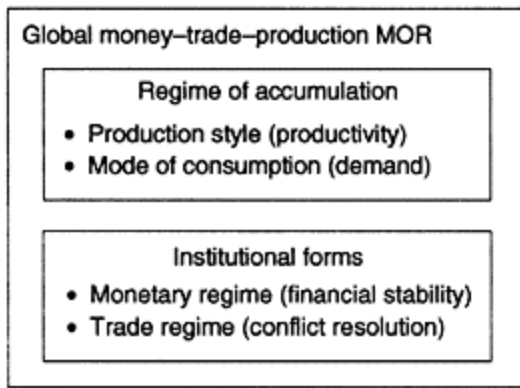 Global money–trade–production MOR
Regime of accumulation
• Production style (productivity)
• Mode of consumption (demand)
Institutional forms
• Monetary regime (financial stability)
• Trade regime (conflict resolution)